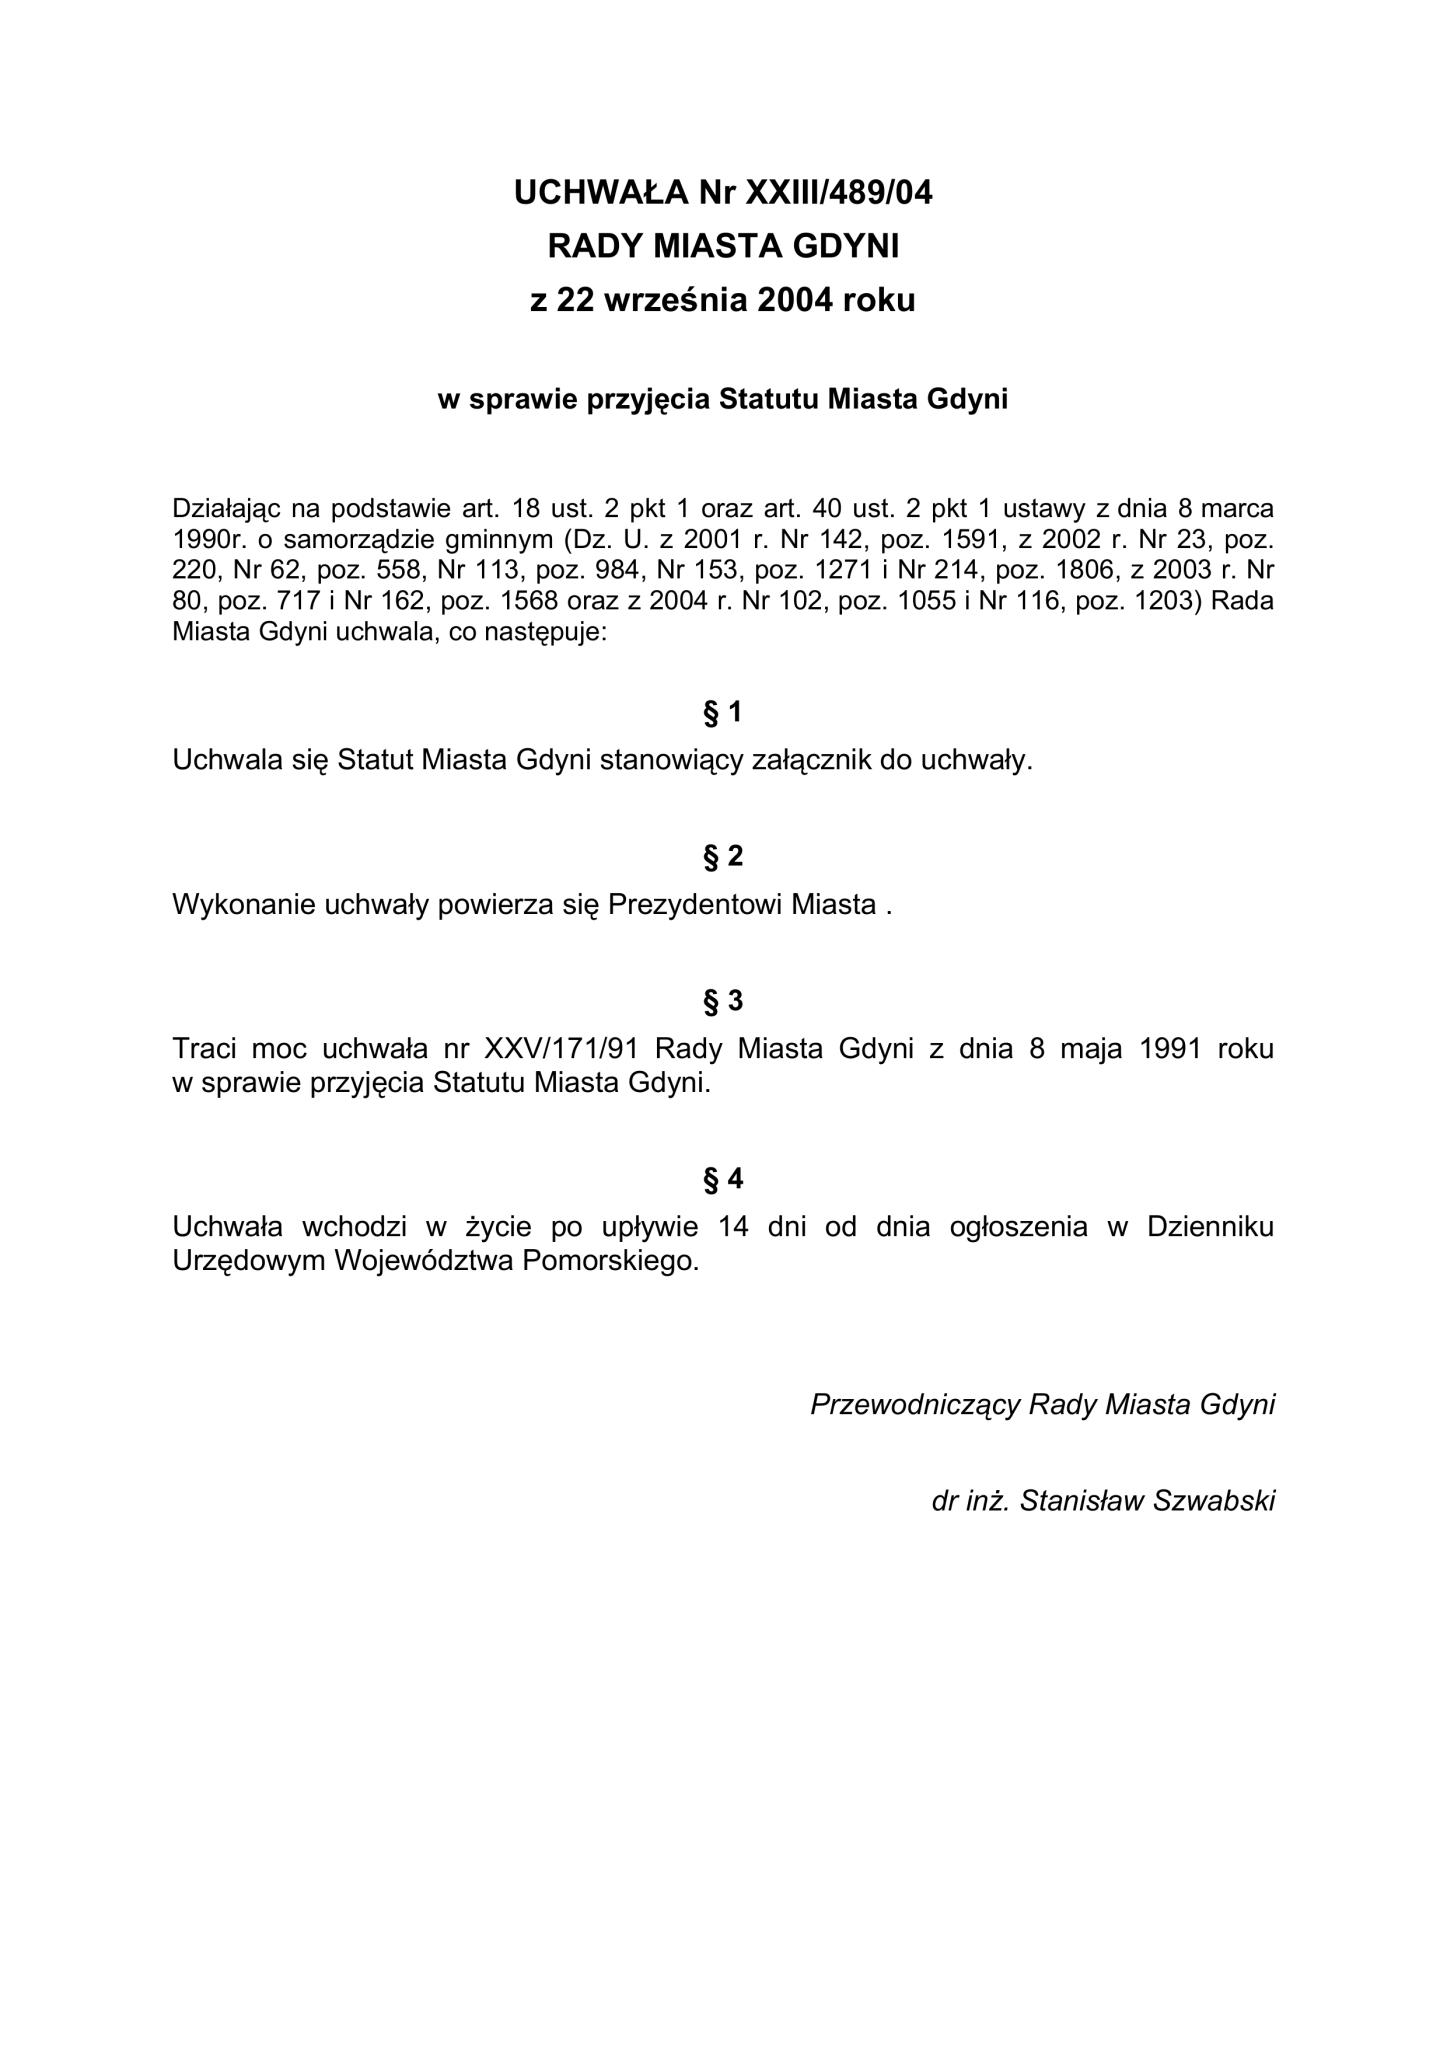 UCHWAŁA Nr XXIII/489/04
RADY MIASTA GDYNI
z 22 września 2004 roku
w sprawie przyjęcia Statutu Miasta Gdyni
Działając na podstawie art. 18 ust. 2 pkt 1 oraz art. 40 ust. 2 pkt 1 ustawy z dnia 8 marca
1990r. o samorządzie gminnym (Dz. U. z 2001 r. Nr 142, poz. 1591, z 2002 r. Nr 23, poz.
220, Nr 62, poz. 558, Nr 113, poz. 984, Nr 153, poz. 1271 i Nr 214, poz. 1806, z 2003 r. Nr
80, poz. 717 i Nr 162, poz. 1568 oraz z 2004 r. Nr 102, poz. 1055 i Nr 116, poz. 1203) Rada
Miasta Gdyni uchwala, co następuje:
§ 1
Uchwala się Statut Miasta Gdyni stanowiący załącznik do uchwały.
§ 2
Wykonanie uchwały powierza się Prezydentowi Miasta .
§ 3
Traci moc uchwała nr XXV/171/91 Rady Miasta Gdyni z dnia 8 maja 1991 roku
w sprawie przyjęcia Statutu Miasta Gdyni.
§ 4
Uchwała wchodzi w życie po upływie 14 dni od dnia ogłoszenia w Dzienniku
Urzędowym Województwa Pomorskiego.
Przewodniczący Rady Miasta Gdyni
dr inż. Stanisław Szwabski